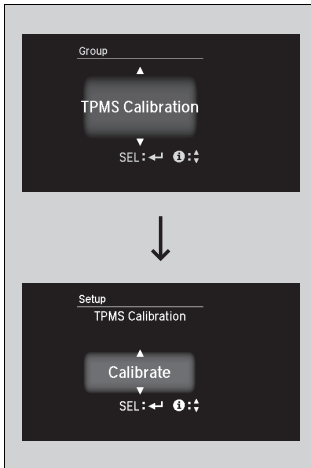 Group
TPMS Calibration
SEL:↵ i:⬍
Setup
TPMS Calibration
Calibrate
SEL:↵ i:⬍